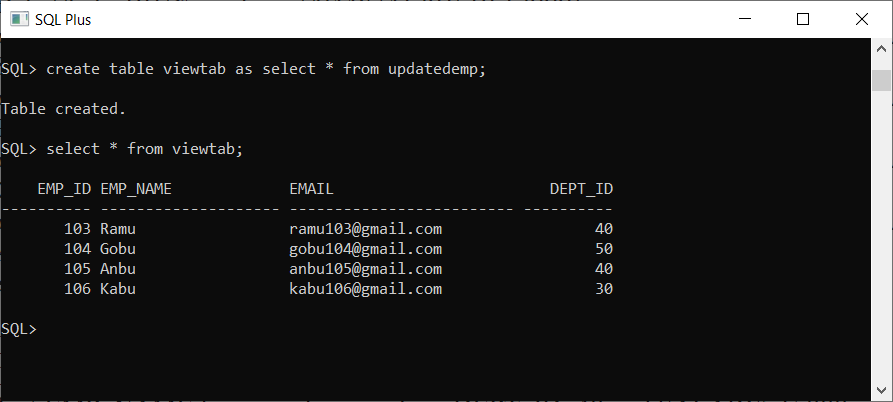 SQL Plus
SQL> create table viewtab as select * from updatedemp;
Table created.
SQL> select * from viewtab;
    EMP_ID EMP_NAME             EMAIL                        DEPT_ID
---------- -------------------- ------------------------- ----------
       103 Ramu                 ramu103@gmail.com                 40
       104 Gobu                 gobu104@gmail.com                 50
       105 Anbu                 anbu105@gmail.com                 40
       106 Kabu                 kabu106@gmail.com                 30
SQL>